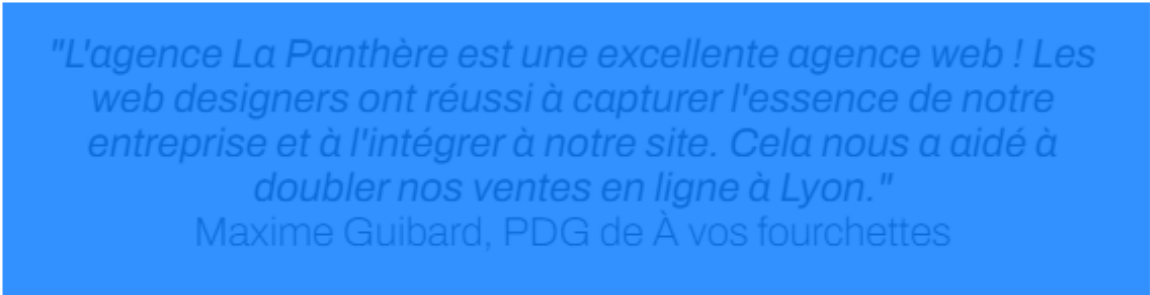 "L'agence La Panthère est une excellente agence web ! Les
web designers ont réussi à capturer l'essence de notre
entreprise et à l'intégrer à notre site. Cela nous a aidé à
doubler nos ventes en ligne à Lyon."
Maxime Guibard, PDG de À vos fourchettes